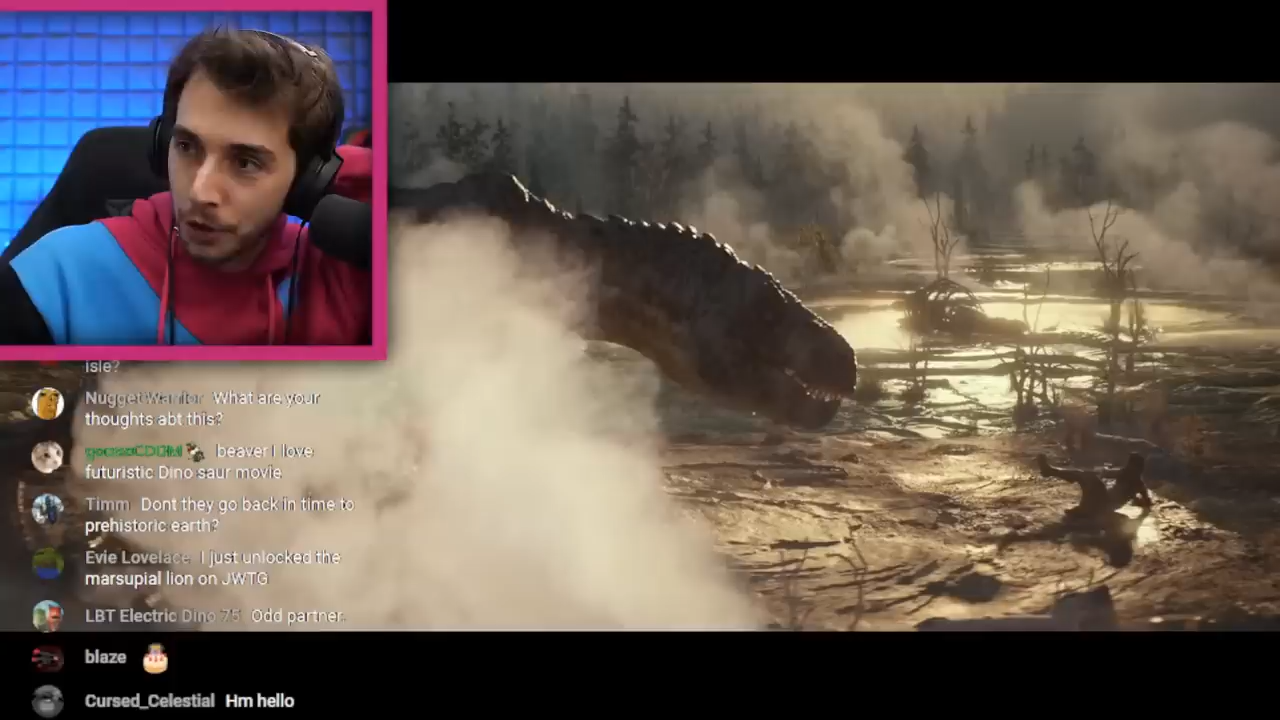 isle?
NuggetWarrior What are your
thoughts abt this?
beaver I love
futuristic Dino saur movie
Timm Dont they go back in time to
prehistoric earth?
Evie Lovelace I just unlocked the
marsupial lion on JWTG
LBT Electric Dino 75 Odd partner.
blaze 🎂
Cursed_Celestial Hm hello